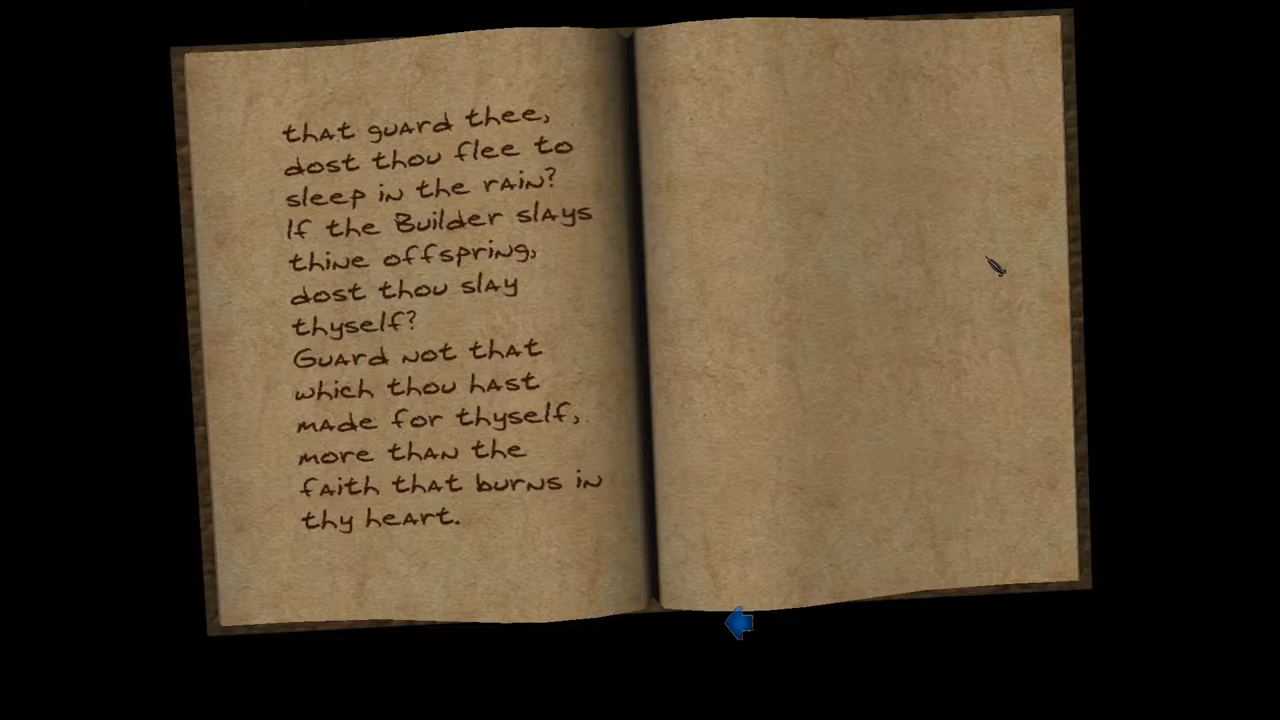 that guard thee,
dost thou flee to
sleep in the rain?
If the Builder slays
thine offspring,
dost thou slay
thyself?
Guard not that
which thou hast
made for thyself,
more than the
faith that burns in
thy heart.